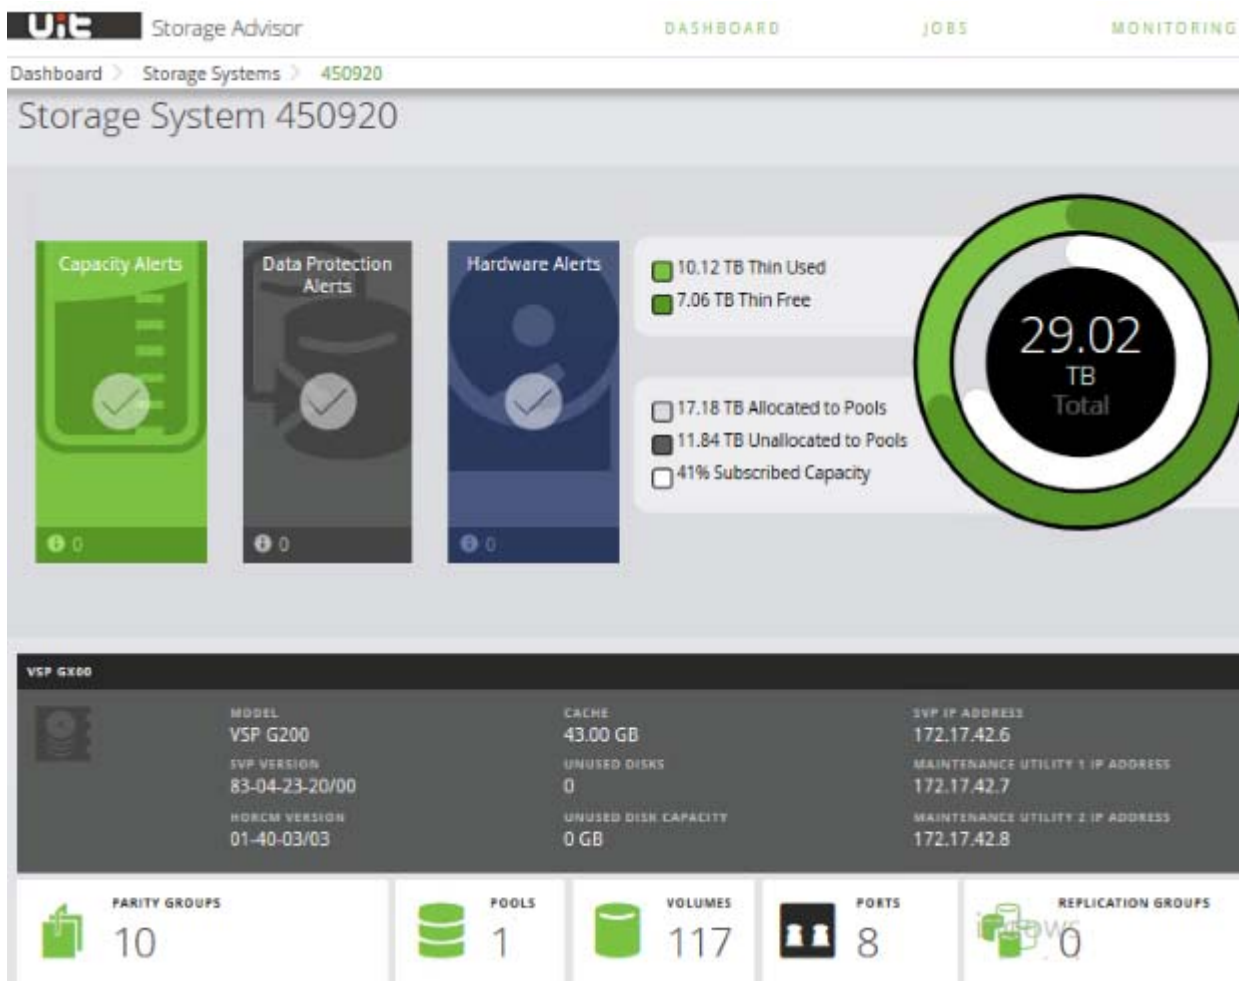 Uit Storage Advisor DASHBOARD JOBS MONITORING
Dashboard Storage Systems 450920
Storage System 450920
Capacity Alerts
0
Data Protection
Alerts
0
Hardware Alerts
0
10.12 TB Thin Used
7.06 TB Thin Free
17.18 TB Allocated to Pools
11.84 TB Unallocated to Pools
41% Subscribed Capacity
29.02
TB
Total
VSP GX00
MODEL
VSP G200
SVP VERSION
83-04-23-20/00
HORCM VERSION
01-40-03/03
CACHE
43.00 GB
UNUSED DISKS
0
UNUSED DISK CAPACITY
0 GB
SVP IP ADDRESS
172.17.42.6
MAINTENANCE UTILITY 1 IP ADDRESS
172.17.42.7
MAINTENANCE UTILITY 2 IP ADDRESS
172.17.42.8
PARITY GROUPS
10
POOLS
1
VOLUMES
117
PORTS
8
REPLICATION GROUPS
0